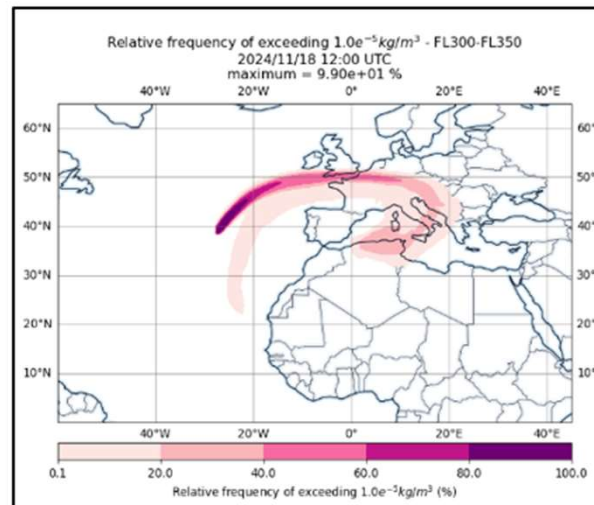 Relative frequency of exceeding 1.0e⁻⁵kg/m³ - FL300-FL350
2024/11/18 12:00 UTC
maximum = 9.90e+01 %
40°W 20°W 0° 20°E 40°E
60°N 60°N
50°N 50°N
40°N 40°N
30°N 30°N
20°N 20°N
10°N 10°N
40°W 20°W 0° 20°E 40°E
0.1 20.0 40.0 60.0 80.0 100.0
Relative frequency of exceeding 1.0e⁻⁵kg/m³ (%)